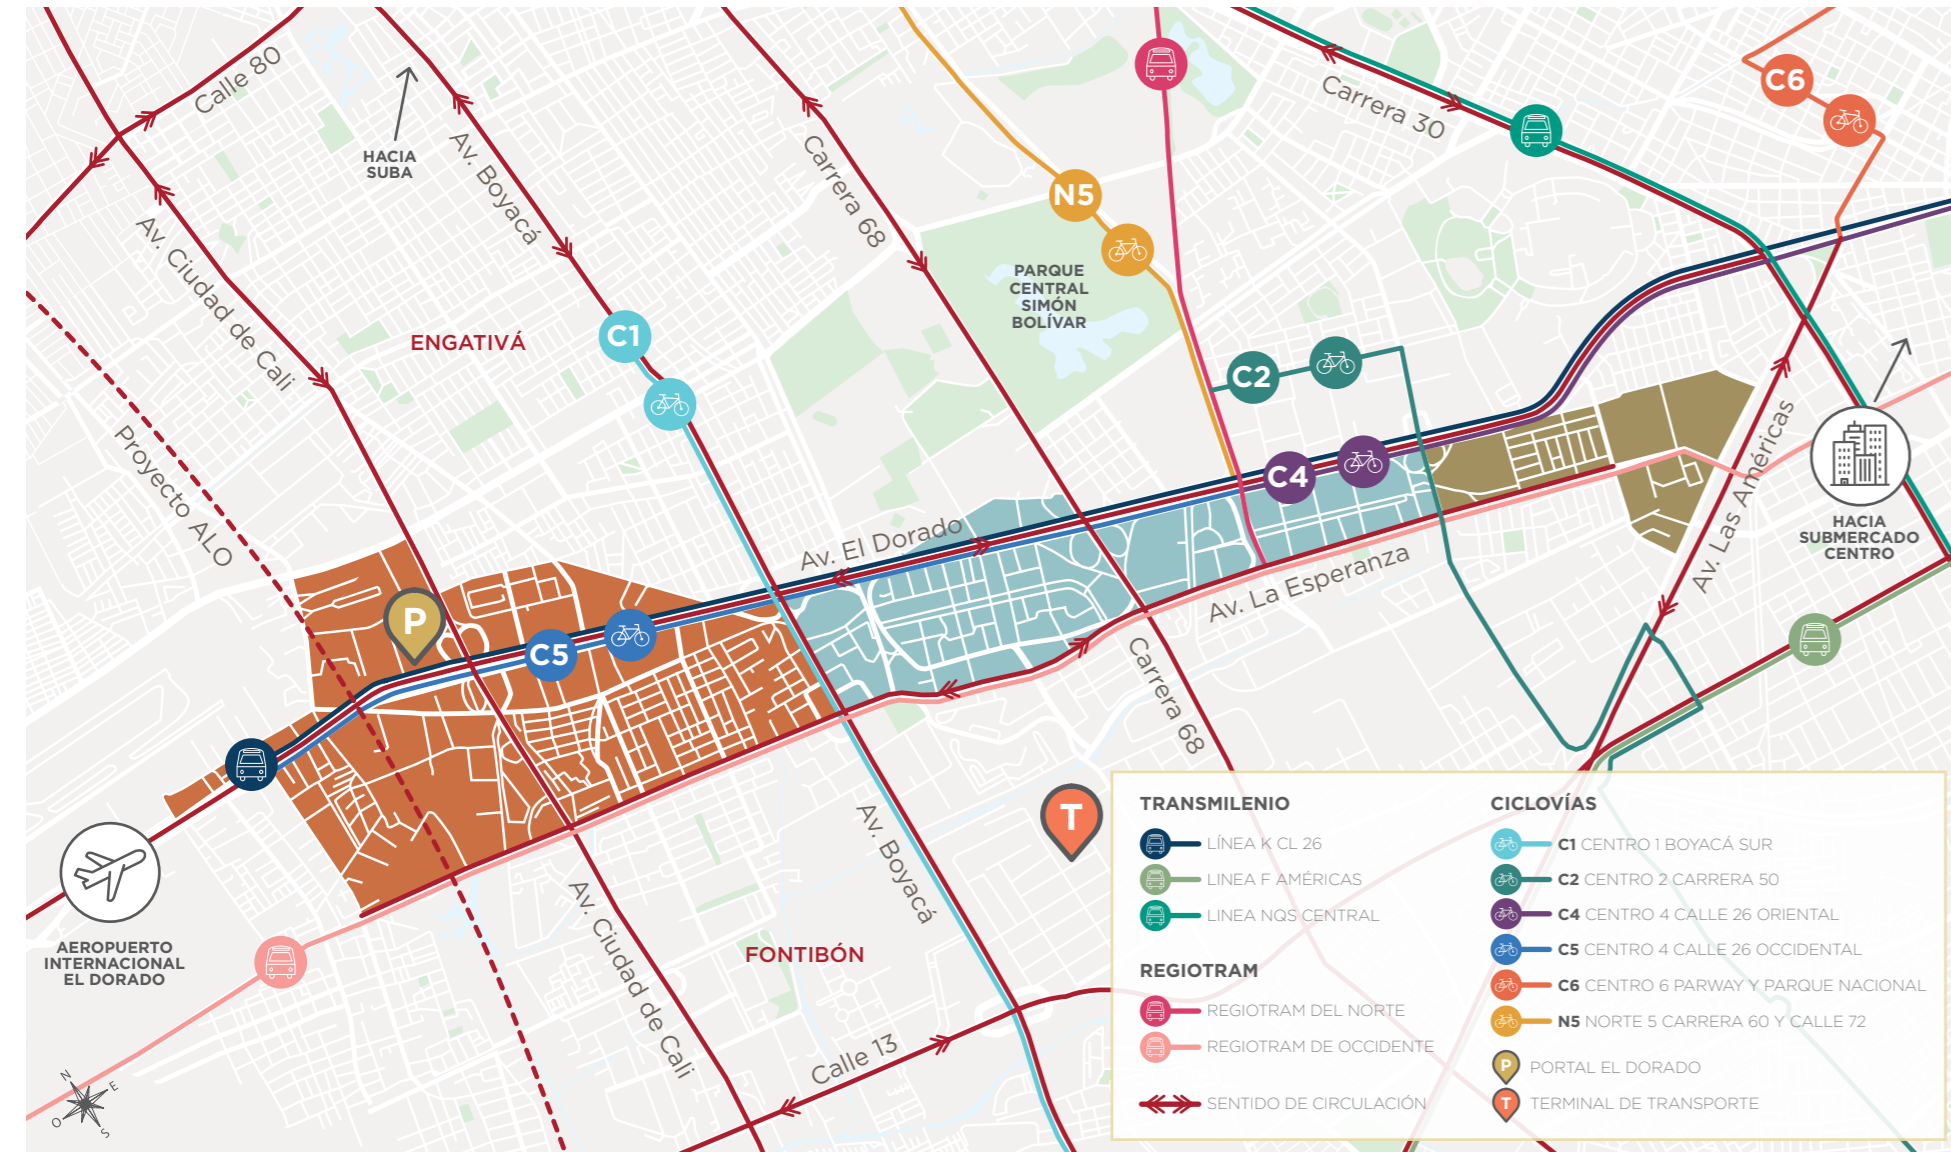 Calle 80
HACIA
SUBA
Av. Boyacá
Carrera 68
Carrera 30
C6
N5
Av. Ciudad de Cali
PARQUE
CENTRAL
SIMÓN
BOLÍVAR
ENGATIVÁ
C1
C2
Proyecto ALO
C4
Av. Las Américas
HACIA
SUBMERCADO
CENTRO
Av. El Dorado
Av. La Esperanza
P
C5
Carrera 68
T
Av. Boyacá
AEROPUERTO
INTERNACIONAL
EL DORADO
Av. Ciudad de Cali
FONTIBÓN
Calle 13
N
E
O
S
TRANSMILENIO
LÍNEA K CL 26
LINEA F AMÉRICAS
LINEA NQS CENTRAL
REGIOTRAM
REGIOTRAM DEL NORTE
REGIOTRAM DE OCCIDENTE
SENTIDO DE CIRCULACIÓN
CICLOVÍAS
C1 CENTRO 1 BOYACÁ SUR
C2 CENTRO 2 CARRERA 50
C4 CENTRO 4 CALLE 26 ORIENTAL
C5 CENTRO 4 CALLE 26 OCCIDENTAL
C6 CENTRO 6 PARWAY Y PARQUE NACIONAL
N5 NORTE 5 CARRERA 60 Y CALLE 72
P PORTAL EL DORADO
T TERMINAL DE TRANSPORTE